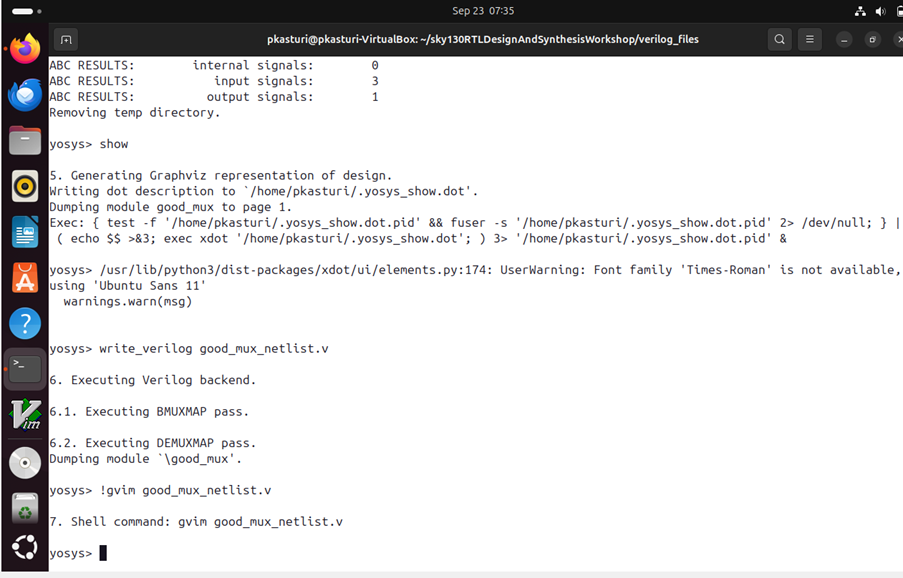 Sep 23 07:35
pkasturi@pkasturi-VirtualBox: ~/sky130RTLDesignAndSynthesisWorkshop/verilog_files
ABC RESULTS:        internal signals:        0
ABC RESULTS:           input signals:        3
ABC RESULTS:          output signals:        1
Removing temp directory.
yosys> show
5. Generating Graphviz representation of design.
Writing dot description to `/home/pkasturi/.yosys_show.dot'.
Dumping module good_mux to page 1.
Exec: { test -f '/home/pkasturi/.yosys_show.dot.pid' && fuser -s '/home/pkasturi/.yosys_show.dot.pid' 2> /dev/null; } |
( echo $$ >&3; exec xdot '/home/pkasturi/.yosys_show.dot'; ) 3> '/home/pkasturi/.yosys_show.dot.pid' &
yosys> /usr/lib/python3/dist-packages/xdot/ui/elements.py:174: UserWarning: Font family 'Times-Roman' is not available,
using 'Ubuntu Sans 11'
  warnings.warn(msg)
yosys> write_verilog good_mux_netlist.v
6. Executing Verilog backend.
6.1. Executing BMUXMAP pass.
6.2. Executing DEMUXMAP pass.
Dumping module `\good_mux'.
yosys> !gvim good_mux_netlist.v
7. Shell command: gvim good_mux_netlist.v
yosys>